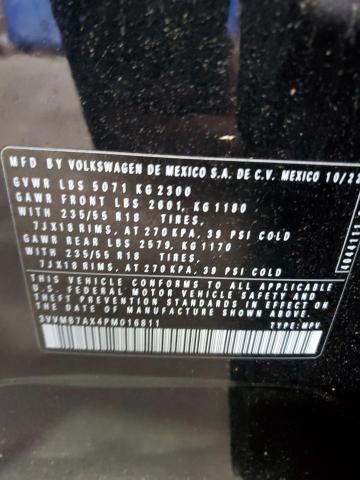 MFD BY VOLKSWAGEN DE MEXICO S.A. DE C.V. MEXICO 10/22
GVWR LBS 5071 KG 2300
GAWR FRONT LBS 2601, KG 1180
WITH 235/55 R18 TIRES,
7JX18 RIMS, AT 270 KPA, 39 PSI COLD
GAWR REAR LBS 2579, KG 1170
WITH 235/55 R18 TIRES,
7JX18 RIMS, AT 270 KPA, 39 PSI COLD
THIS VEHICLE CONFORMS TO ALL APPLICABLE
U.S. FEDERAL MOTOR VEHICLE SAFETY AND
THEFT PREVENTION STANDARDS IN EFFECT ON
THE DATE OF MANUFACTURE SHOWN ABOVE.
3VVMB7AX4PM016811 TYPE: MPV